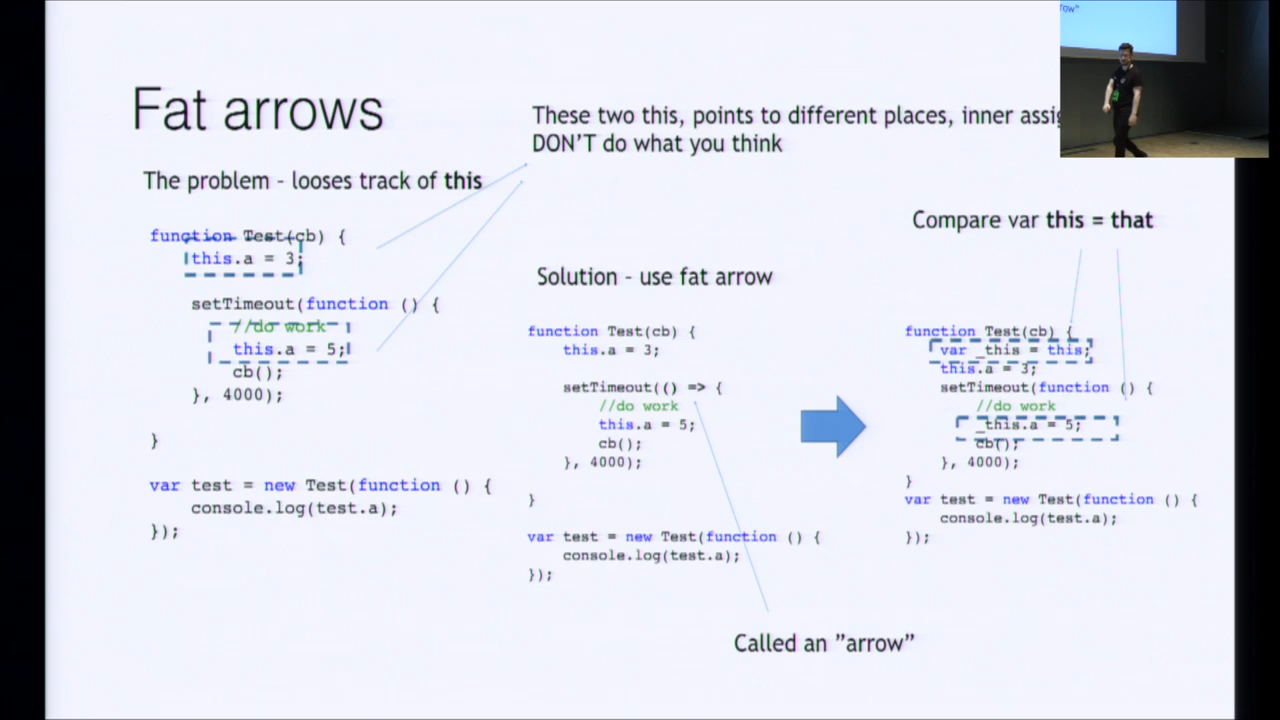 Fat arrows
These two this, points to different places, inner
DON'T do what you think
The problem - looses track of this
function Test(cb) {
this.a = 3;
setTimeout(function () {
//do work
this.a = 5;
cb();
}, 4000);
}
var test = new Test(function () {
console.log(test.a);
});
Solution - use fat arrow
function Test(cb) {
this.a = 3;
setTimeout(() => {
//do work
this.a = 5;
cb();
}, 4000);
}
var test = new Test(function () {
console.log(test.a);
});
Called an ”arrow”
Compare var this = that
function Test(cb) {
var _this = this;
this.a = 3;
setTimeout(function () {
//do work
_this.a = 5;
cb();
}, 4000);
}
var test = new Test(function () {
console.log(test.a);
});